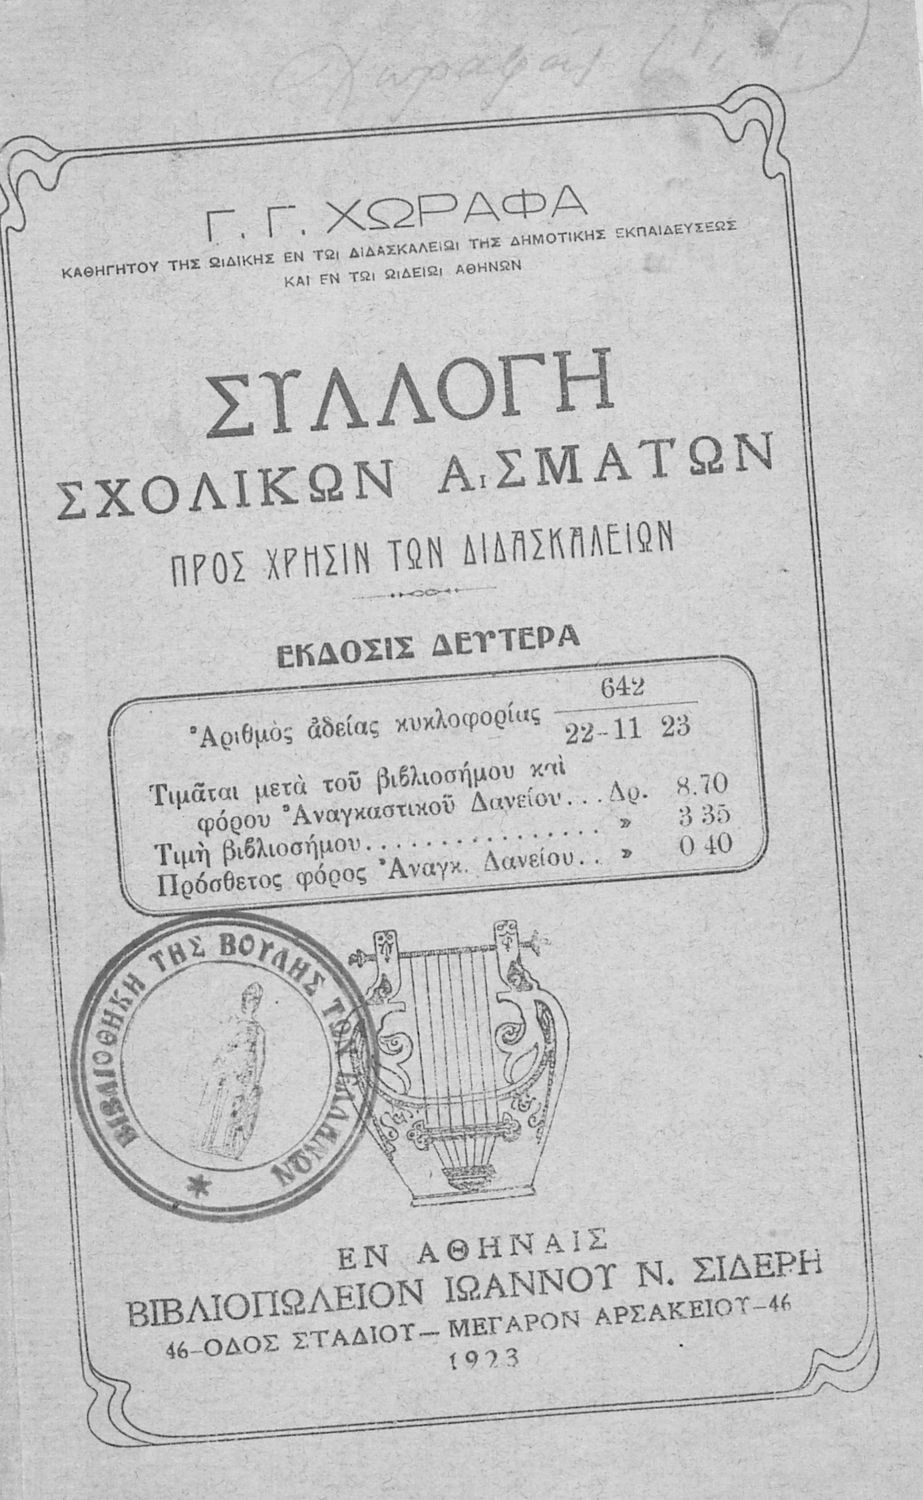 Γ. Γ. ΧΩΡΑΦΑ
ΚΑΘΗΓΗΤΟΥ ΤΗΣ ΩΙΔΙΚΗΣ ΕΝ ΤΩΙ ΔΙΔΑΣΚΑΛΕΙΩΙ ΤΗΣ ΔΗΜΟΤΙΚΗΣ ΕΚΠΑΙΔΕΥΣΕΩΣ
ΚΑΙ ΕΝ ΤΩΙ ΩΙΔΕΙΩΙ ΑΘΗΝΩΝ
ΣΥΛΛΟΓΗ
ΣΧΟΛΙΚΩΝ ΑΙΣΜΑΤΩΝ
ΠΡΟΣ ΧΡΗΣΙΝ ΤΩΝ ΔΙΔΑΣΚΑΛΕΙΩΝ
ΕΚΔΟΣΙΣ ΔΕΥΤΕΡΑ
Ἀριθμὸς ἀδείας κυκλοφορίας 642
22-11 23
Τιμᾶται μετὰ τοῦ βιβλιοσήμου καὶ
φόρου Ἀναγκαστικοῦ Δανείου... Δρ. 8.70
Τιμὴ βιβλιοσήμου................ » 3 35
Πρόσθετος φόρος Ἀναγκ. Δανείου.. » 0 40
ΒΙΒΛΙΟΘΗΚΗ ΤΗΣ ΒΟΥΛΗΣ ΤΩΝ ΕΛΛΗΝΩΝ
ΕΝ ΑΘΗΝΑΙΣ
ΒΙΒΛΙΟΠΩΛΕΙΟΝ ΙΩΑΝΝΟΥ Ν. ΣΙΔΕΡΗ
46-ΟΔΟΣ ΣΤΑΔΙΟΥ—ΜΕΓΑΡΟΝ ΑΡΣΑΚΕΙΟΥ-46
1923